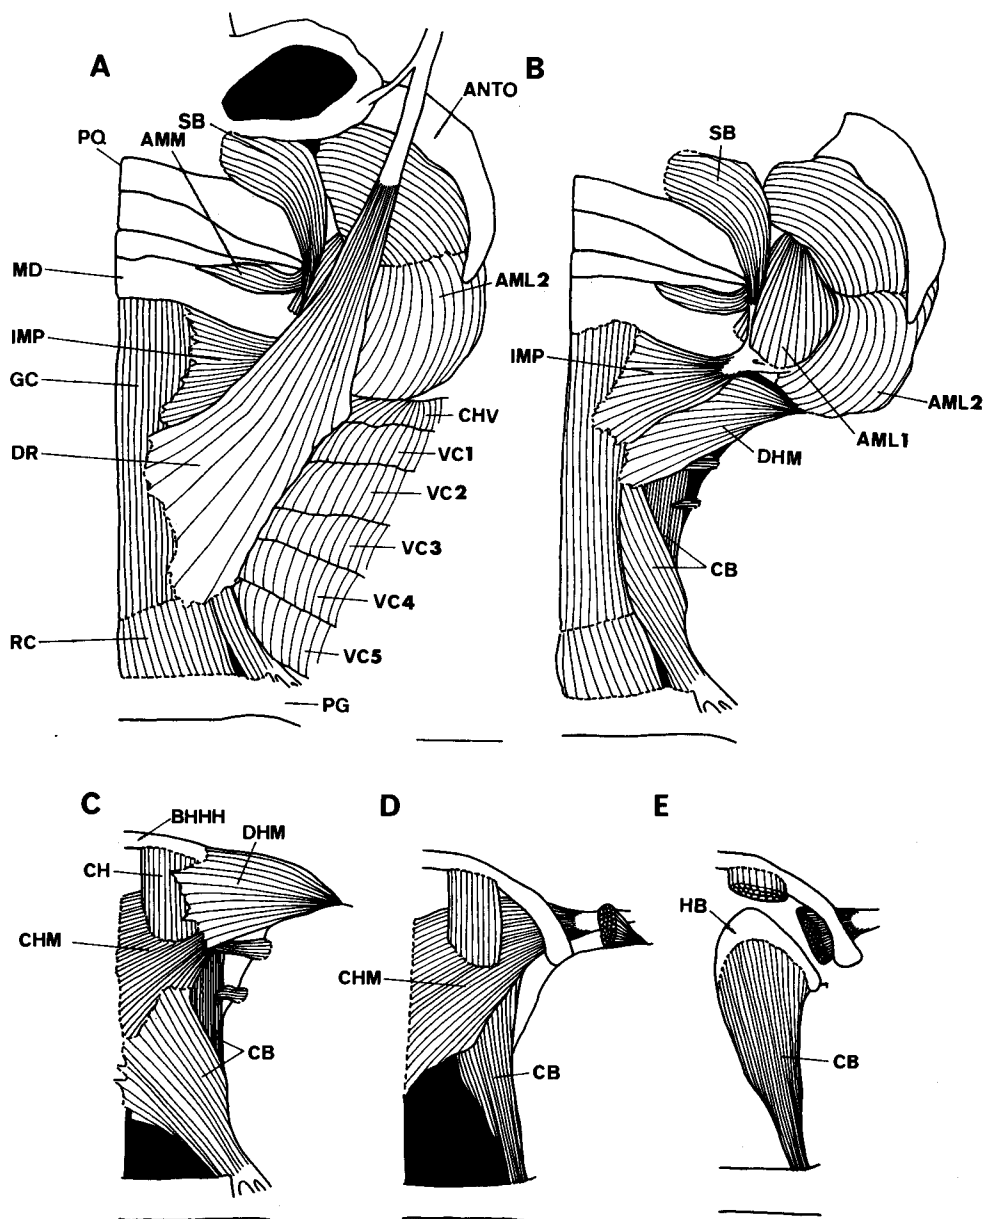 A
B
ANTO
SB
SB
PQ
AMM
MD
AML2
IMP
IMP
GC
AML2
CHV
AML1
DR
VC1
DHM
VC2
VC3
CB
VC4
RC
VC5
PG
C
D
E
BHHH
DHM
CH
HB
CHM
CHM
CB
CB
CB